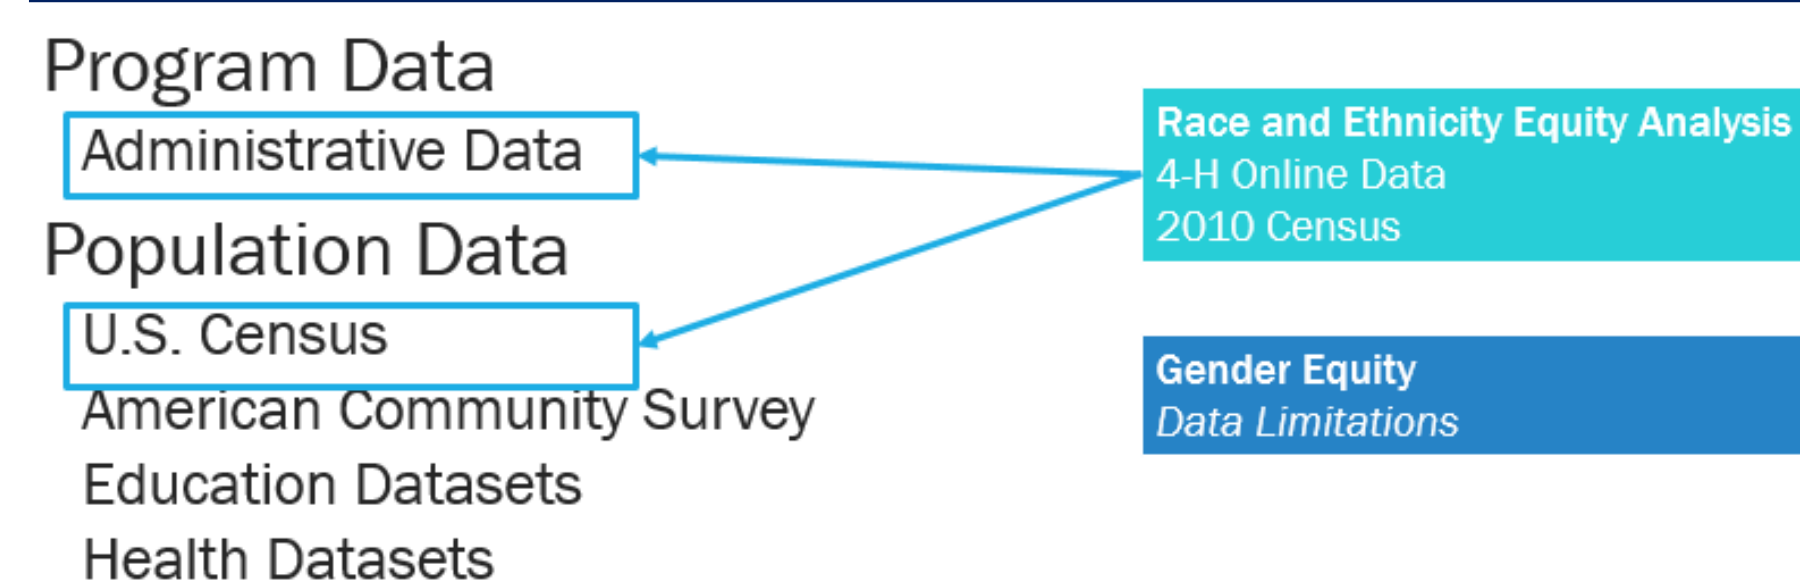 Program Data
Administrative Data
Population Data
U.S. Census
American Community Survey
Education Datasets
Health Datasets
Race and Ethnicity Equity Analysis
4-H Online Data
2010 Census
Gender Equity
Data Limitations